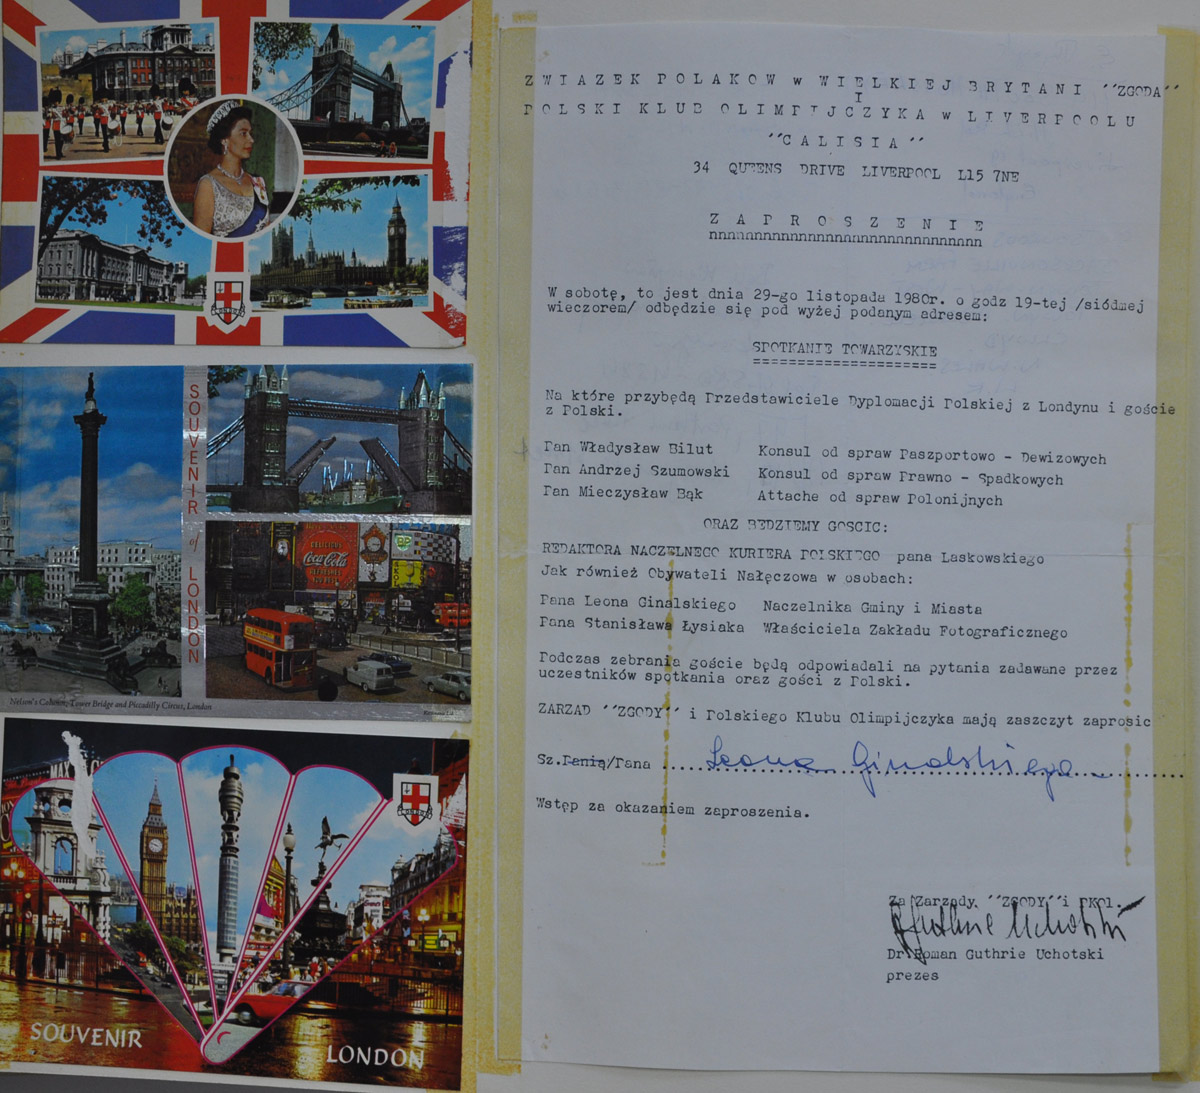 LONDON
SOUVENIR of LONDON
DELICIOUS
Coca-Cola
REFRESHING
BP
Nelson's Column, Tower Bridge and Piccadilly Circus, London
SOUVENIR
LONDON
ZWIAZEK POLAKOW w WIELKIEJ BRYTANI ''ZGODA''
I
POLSKI KLUB OLIMPIJCZYKA w LIVERPOOLU
''CALISIA''
34 QUEENS DRIVE LIVERPOOL L15 7NE
ZAPROSZENIE
W sobotę, to jest dnia 29-go listopada 1980r. o godz 19-tej /siódmej
wieczorem/ odbędzie się pod wyżej podanym adresem:
SPOTKANIE TOWARZYSKIE
=====================
Na które przybędą Przedstawiciele Dyplomacji Polskiej z Londynu i goście
z Polski.
Pan Władysław Bilut Konsul od spraw Paszportowo - Dewizowych
Pan Andrzej Szumowski Konsul od spraw Prawno - Spadkowych
Pan Mieczysław Bąk Attache od spraw Polonijnych
ORAZ BĘDZIEMY GOSCIC:
REDAKTORA NACZELNEGO KURIERA POLSKIEGO pana Laskowskiego
Jak również Obywateli Nałęczowa w osobach:
Pana Leona Ginalskiego Naczelnika Gminy i Miasta
Pana Stanisława Łysiaka Właściciela Zakładu Fotograficznego
Podczas zebrania goście będą odpowiadali na pytania zadawane przez
uczestników spotkania oraz gości z Polski.
ZARZAD ''ZGODY'' i Polskiego Klubu Olimpijczyka mają zaszczyt zaprosic
Sz.Panią/Pana ....Leona Ginalskiego....
Wstęp za okazaniem zaproszenia.
Za Zarządy. ''ZGODY'' i PKOl.
Dr Roman Guthrie Uchotski
prezes